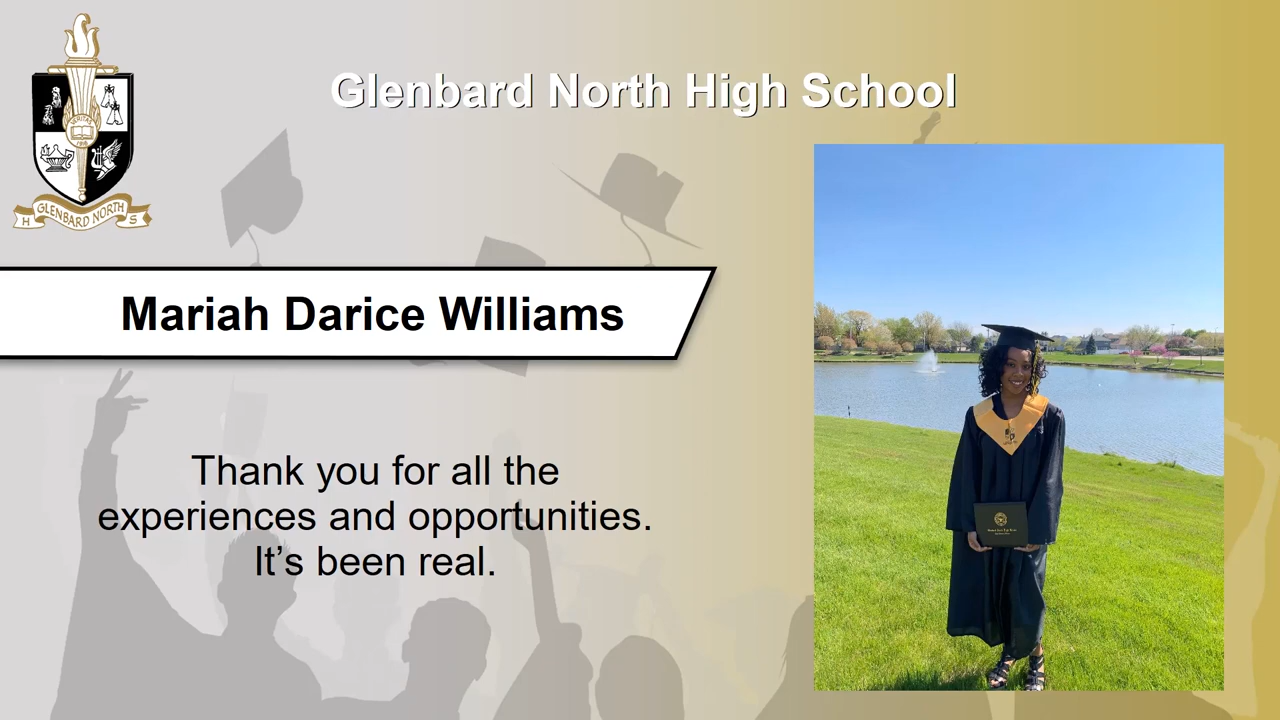 Glenbard North High School
VERITAS
GLENBARD NORTH
H S
Mariah Darice Williams
Thank you for all the
experiences and opportunities.
It’s been real.